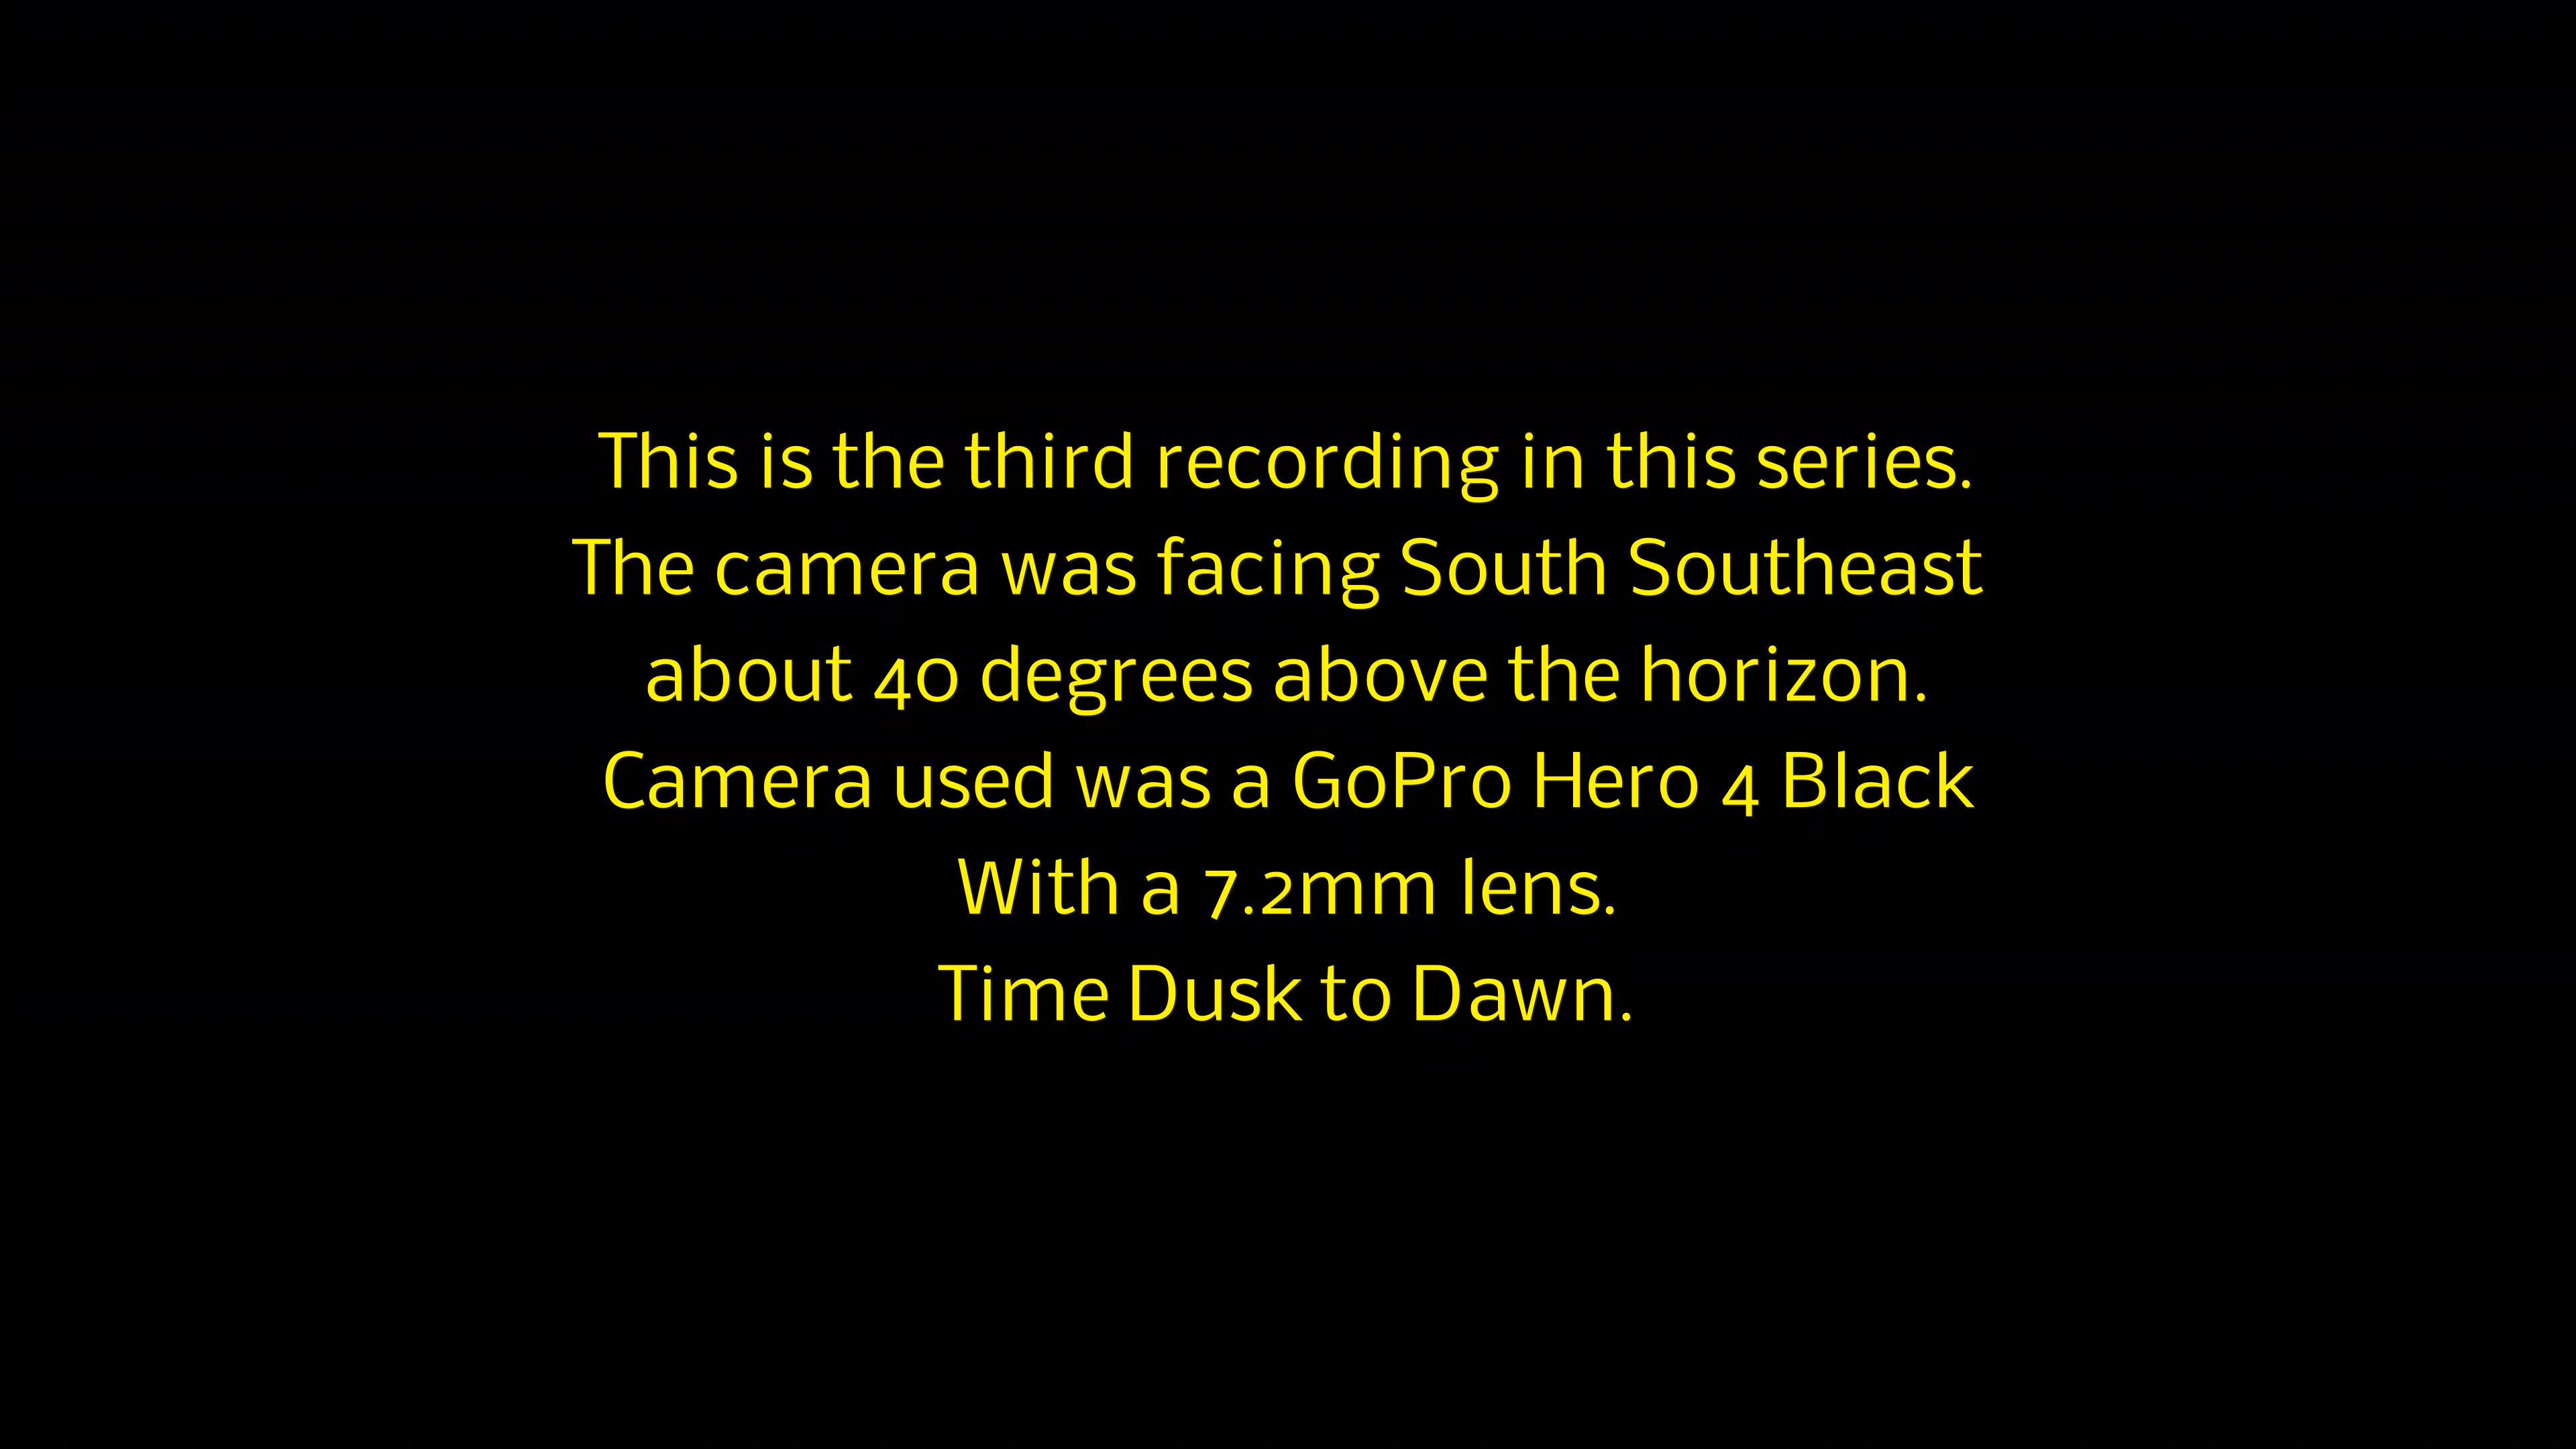 This is the third recording in this series.
The camera was facing South Southeast
about 40 degrees above the horizon.
Camera used was a GoPro Hero 4 Black
With a 7.2mm lens.
Time Dusk to Dawn.